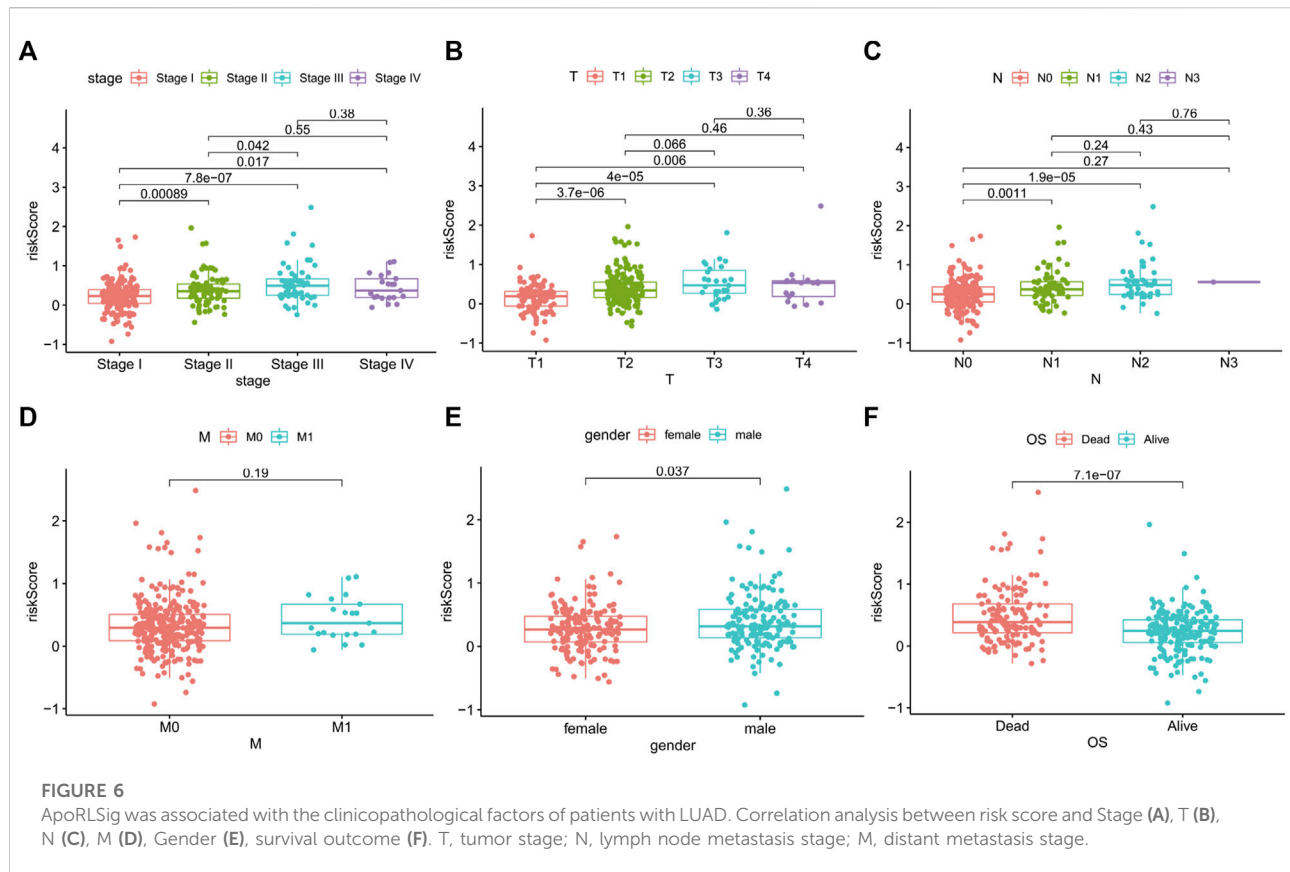 A
stage Stage I Stage II Stage III Stage IV
0.38
0.55
0.042
0.017
7.8e-07
0.00089
riskScore
4
3
2
1
0
−1
Stage I Stage II Stage III Stage IV
stage
B
T T1 T2 T3 T4
0.36
0.46
0.066
0.006
4e-05
3.7e-06
riskScore
4
3
2
1
0
−1
T1 T2 T3 T4
T
C
N N0 N1 N2 N3
0.76
0.43
0.24
0.27
1.9e-05
0.0011
riskScore
4
3
2
1
0
−1
N0 N1 N2 N3
N
D
M M0 M1
0.19
riskScore
2
1
0
−1
M0 M1
M
E
gender female male
0.037
riskScore
2
1
0
−1
female male
gender
F
OS Dead Alive
7.1e-07
riskScore
2
1
0
−1
Dead Alive
OS
FIGURE 6
ApoRLSig was associated with the clinicopathological factors of patients with LUAD. Correlation analysis between risk score and Stage (A), T (B),
N (C), M (D), Gender (E), survival outcome (F). T, tumor stage; N, lymph node metastasis stage; M, distant metastasis stage.